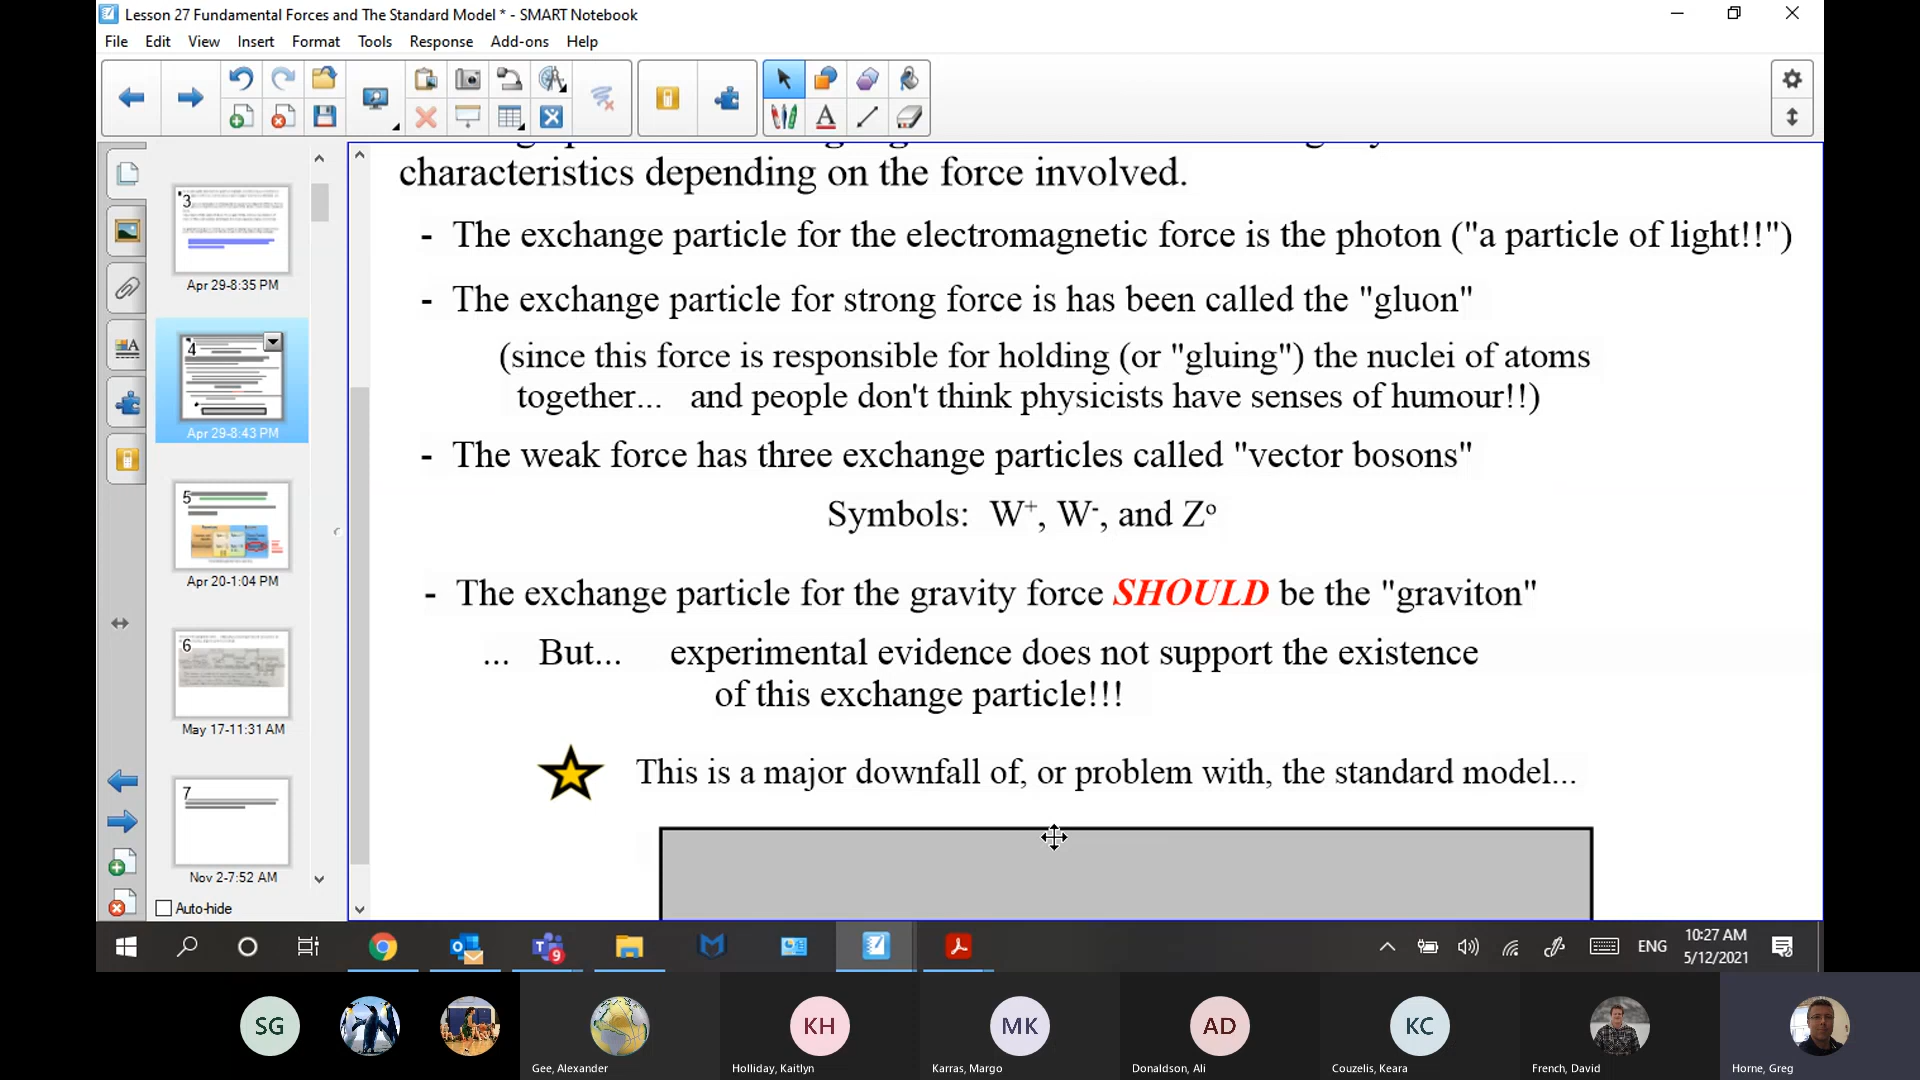 Lesson 27 Fundamental Forces and The Standard Model * - SMART Notebook
File Edit View Insert Format Tools Response Add-ons Help
characteristics depending on the force involved.
- The exchange particle for the electromagnetic force is the photon ("a particle of light!!")
- The exchange particle for strong force is has been called the "gluon"
(since this force is responsible for holding (or "gluing") the nuclei of atoms
together... and people don't think physicists have senses of humour!!)
- The weak force has three exchange particles called "vector bosons"
Symbols: W⁺, W⁻, and Zᵒ
- The exchange particle for the gravity force SHOULD be the "graviton"
... But... experimental evidence does not support the existence
of this exchange particle!!!
This is a major downfall of, or problem with, the standard model...
3
Apr 29-8:35 PM
4
Apr 29-8:43 PM
5
Apr 20-1:04 PM
6
May 17-11:31 AM
7
Nov 2-7:52 AM
Auto-hide
9
ENG
10:27 AM
5/12/2021
SG
KH
MK
AD
KC
Gee, Alexander
Holliday, Kaitlyn
Karras, Margo
Donaldson, Ali
Couzelis, Keara
French, David
Horne, Greg